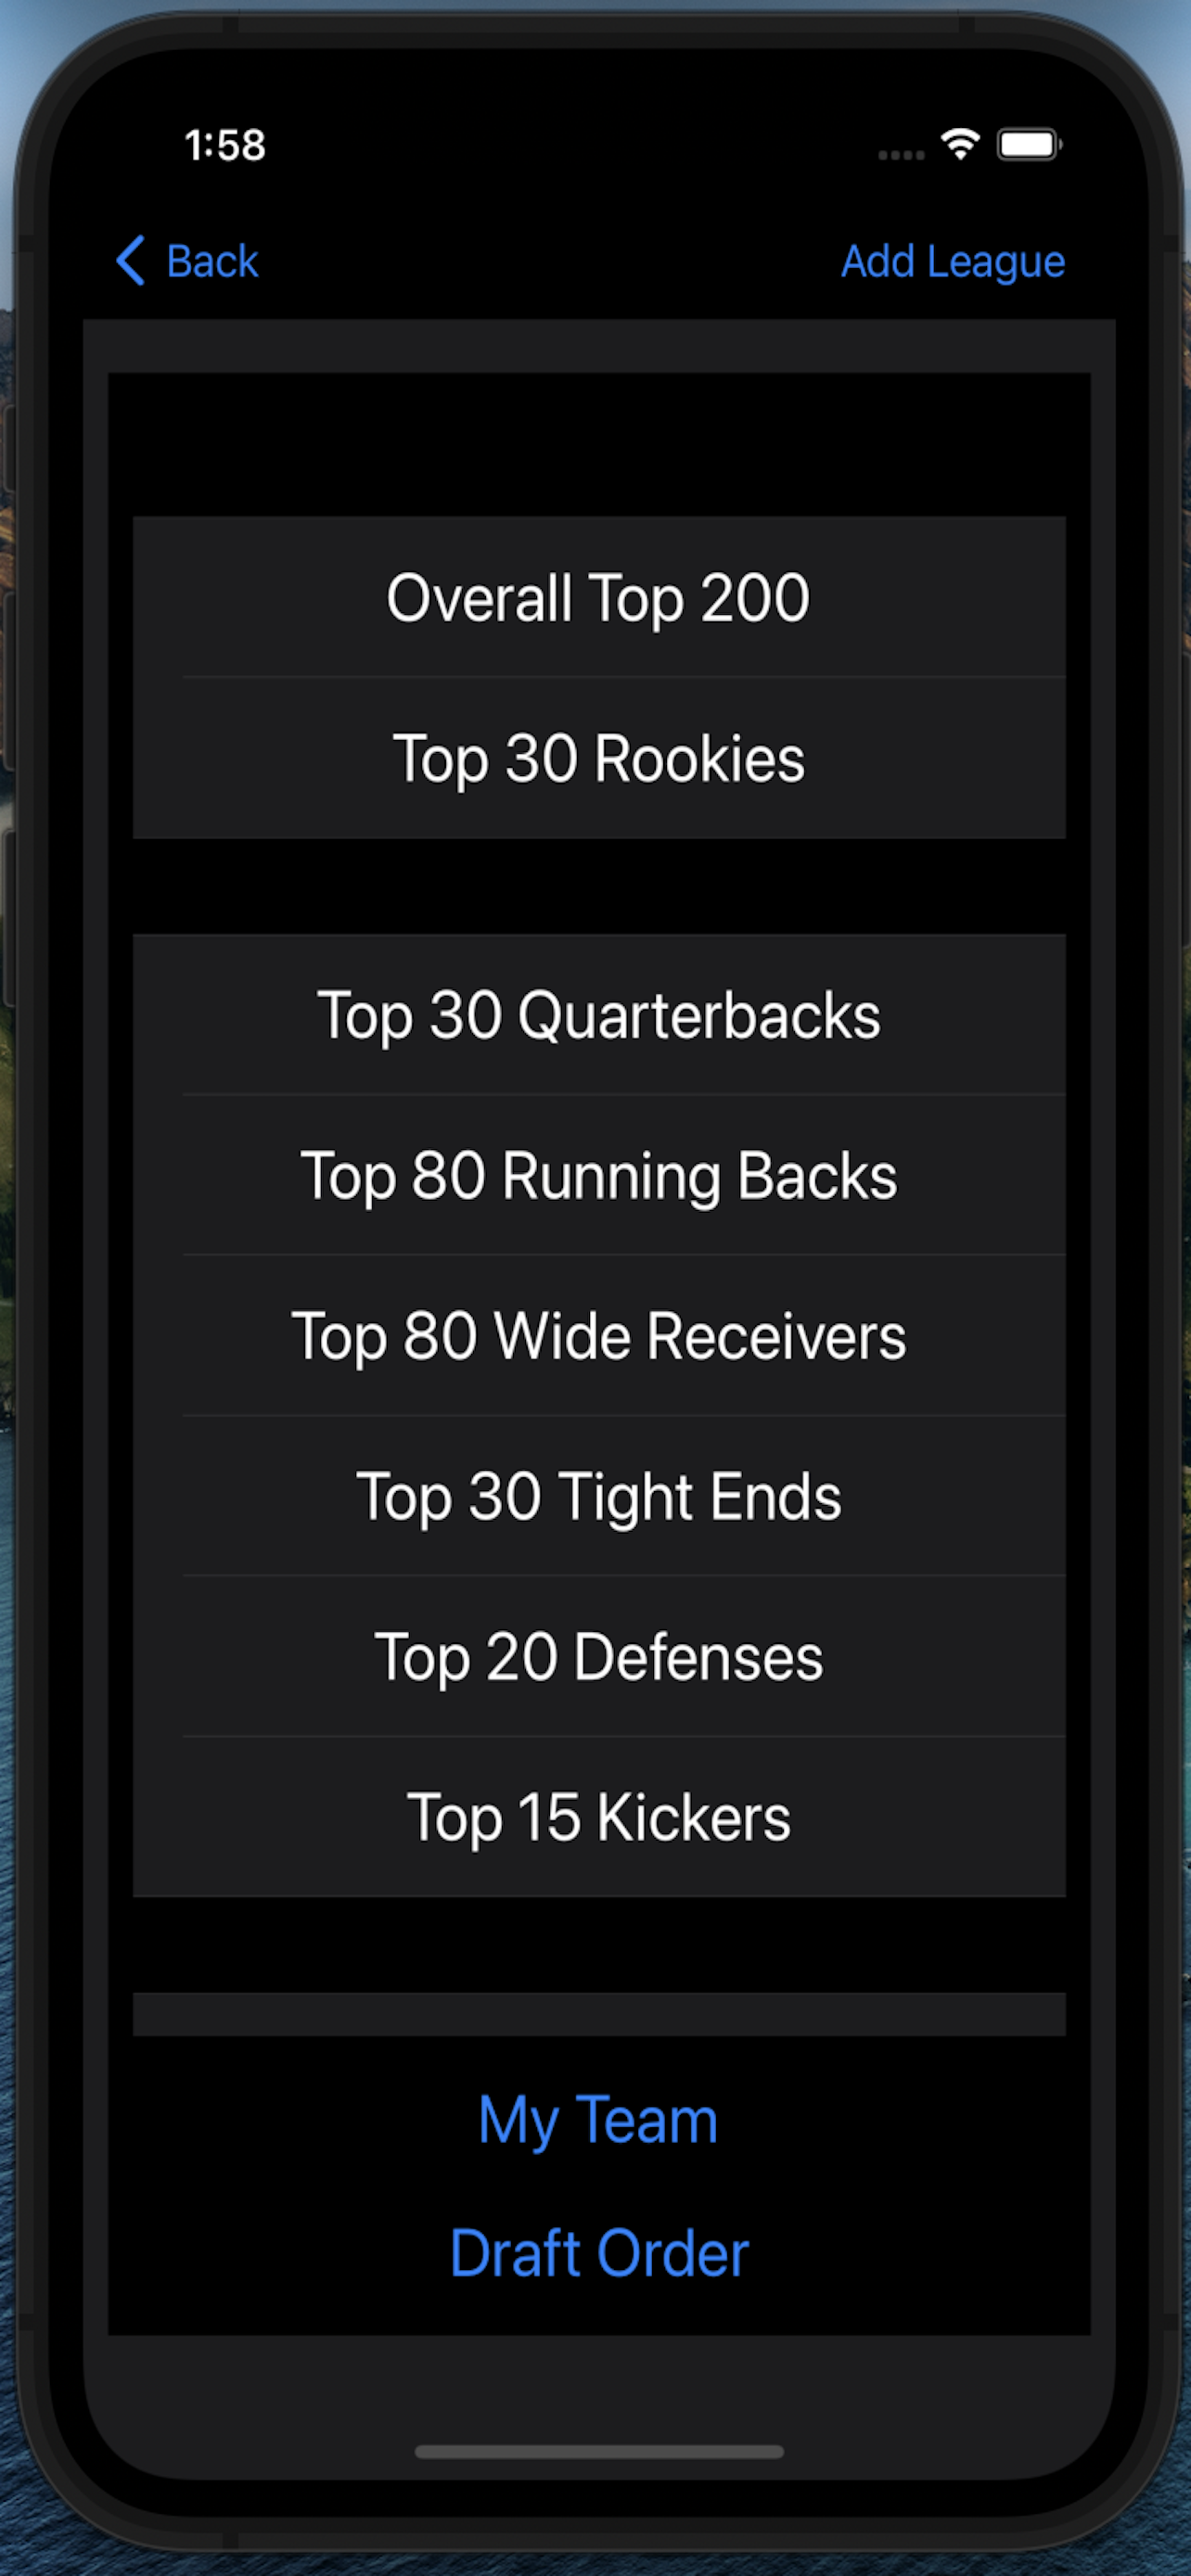 1:58
Back
Add League
Overall Top 200
Top 30 Rookies
Top 30 Quarterbacks
Top 80 Running Backs
Top 80 Wide Receivers
Top 30 Tight Ends
Top 20 Defenses
Top 15 Kickers
My Team
Draft Order